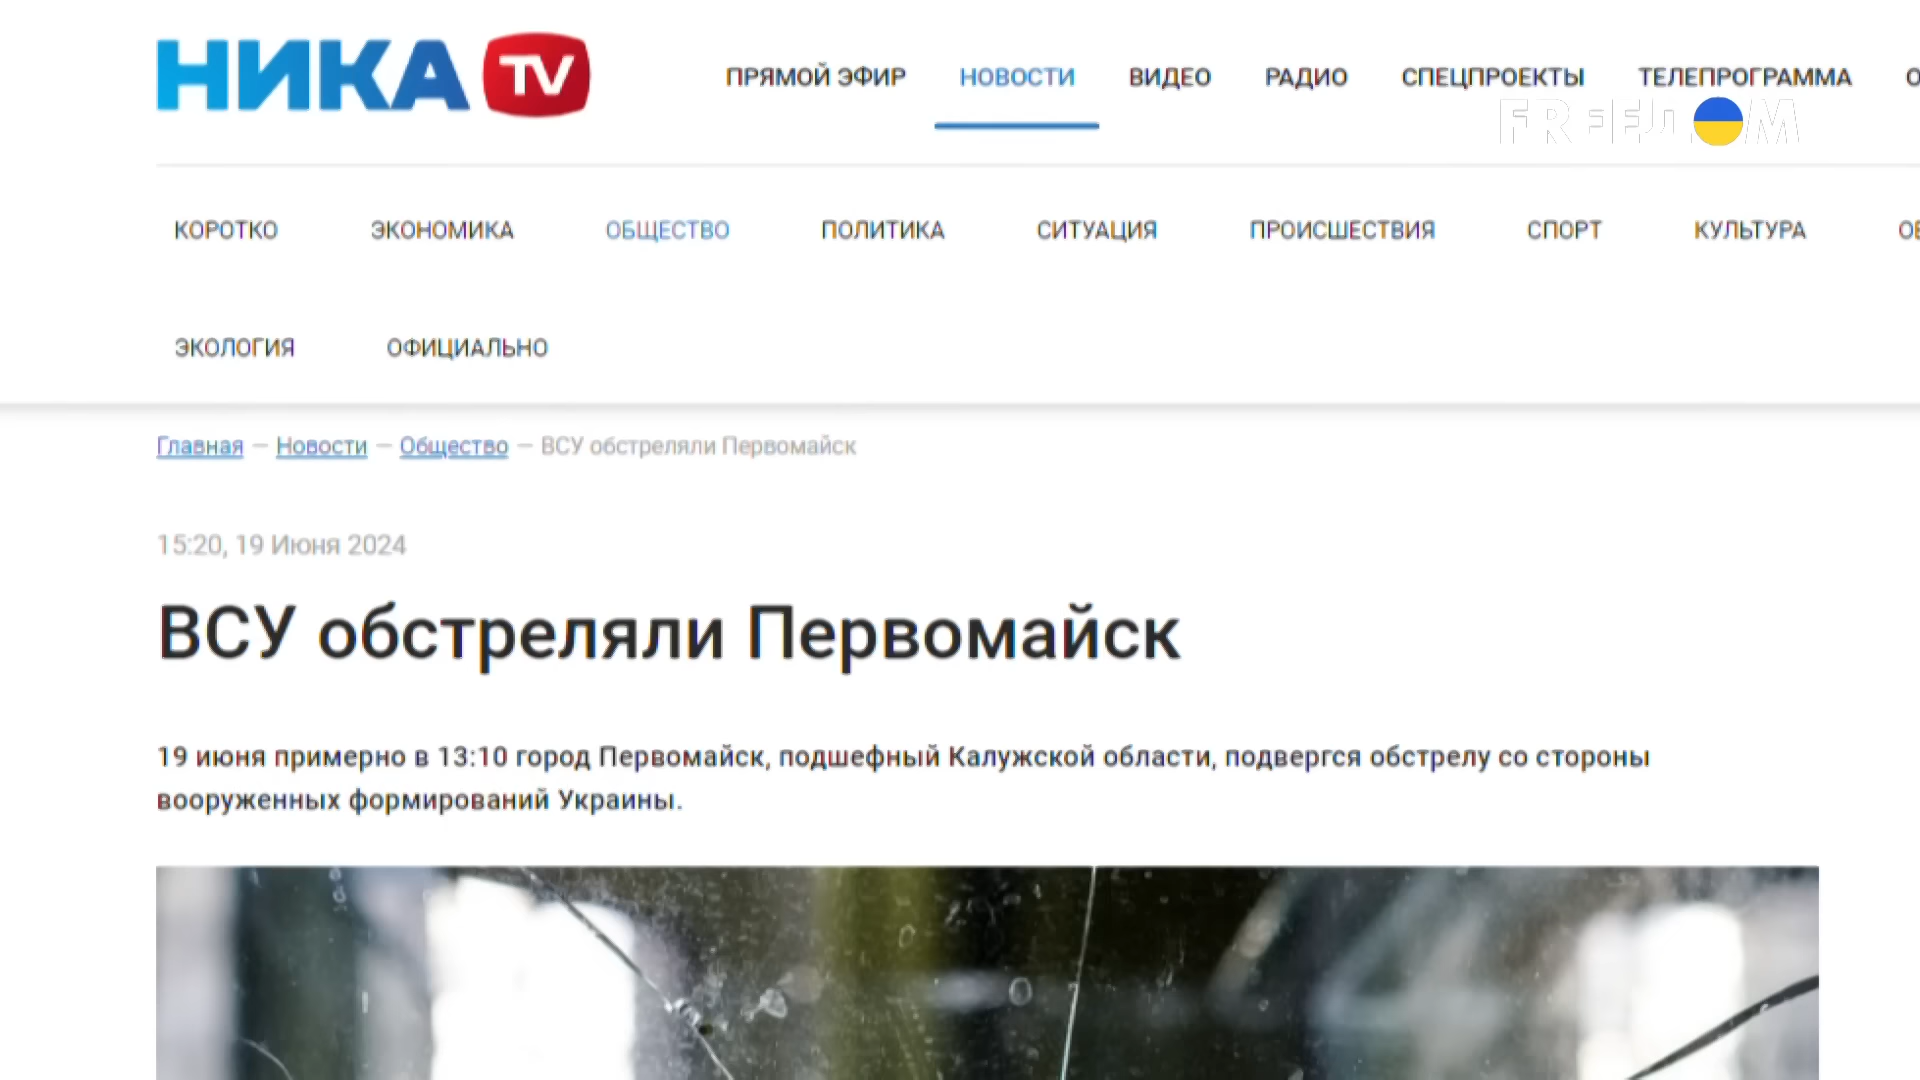 НИКА TV
ПРЯМОЙ ЭФИР НОВОСТИ ВИДЕО РАДИО СПЕЦПРОЕКТЫ ТЕЛЕПРОГРАММА
FREEДOM
КОРОТКО ЭКОНОМИКА ОБЩЕСТВО ПОЛИТИКА СИТУАЦИЯ ПРОИСШЕСТВИЯ СПОРТ КУЛЬТУРА
ЭКОЛОГИЯ ОФИЦИАЛЬНО
Главная — Новости — Общество — ВСУ обстреляли Первомайск
15:20, 19 Июня 2024
ВСУ обстреляли Первомайск
19 июня примерно в 13:10 город Первомайск, подшефный Калужской области, подвергся обстрелу со стороны
вооруженных формирований Украины.